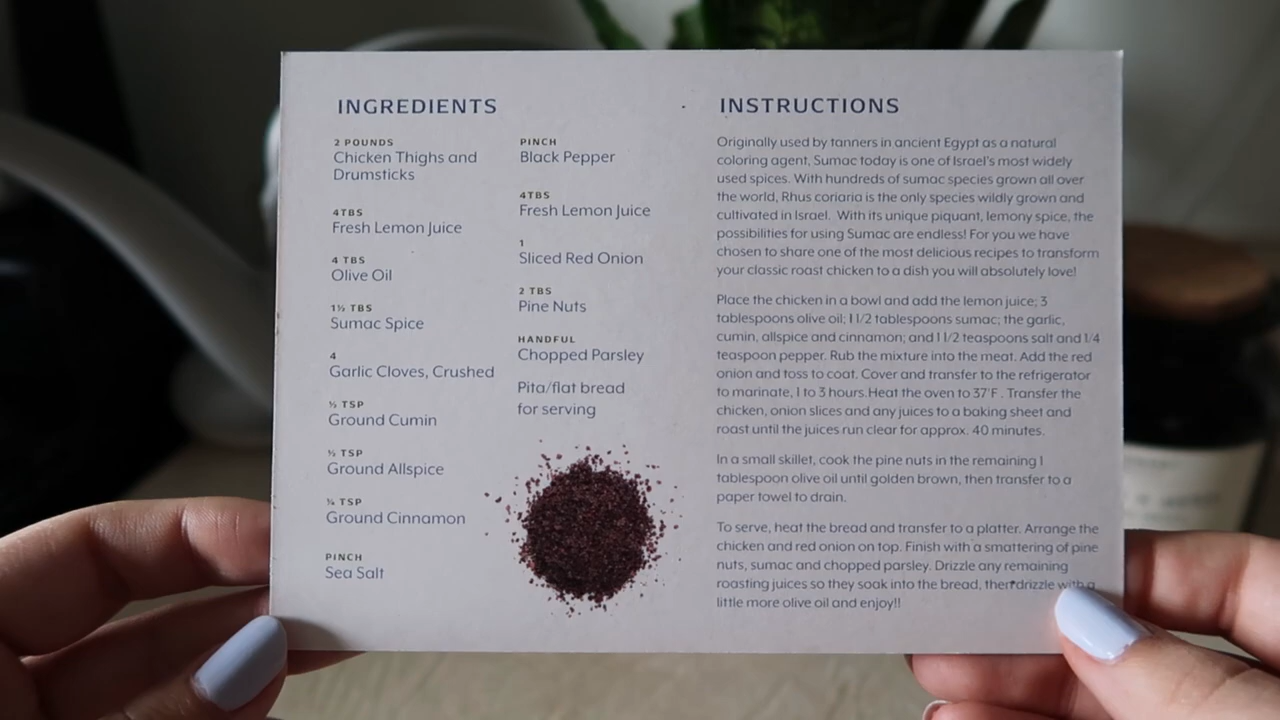 INGREDIENTS
2 POUNDS
Chicken Thighs and
Drumsticks
4TBS
Fresh Lemon Juice
4 TBS
Olive Oil
1½ TBS
Sumac Spice
4
Garlic Cloves, Crushed
½ TSP
Ground Cumin
½ TSP
Ground Allspice
¼ TSP
Ground Cinnamon
PINCH
Sea Salt
PINCH
Black Pepper
4TBS
Fresh Lemon Juice
1
Sliced Red Onion
2 TBS
Pine Nuts
HANDFUL
Chopped Parsley
Pita/flat bread
for serving
INSTRUCTIONS
Originally used by tanners in ancient Egypt as a natural
coloring agent, Sumac today is one of Israel's most widely
used spices. With hundreds of sumac species grown all over
the world, Rhus coriaria is the only species wildly grown and
cultivated in Israel. With its unique piquant, lemony spice, the
possibilities for using Sumac are endless! For you we have
chosen to share one of the most delicious recipes to transform
your classic roast chicken to a dish you will absolutely love!
Place the chicken in a bowl and add the lemon juice; 3
tablespoons olive oil; 1 1/2 tablespoons sumac; the garlic,
cumin, allspice and cinnamon; and 1 1/2 teaspoons salt and 1/4
teaspoon pepper. Rub the mixture into the meat. Add the red
onion and toss to coat. Cover and transfer to the refrigerator
to marinate, 1 to 3 hours.Heat the oven to 37°F. Transfer the
chicken, onion slices and any juices to a baking sheet and
roast until the juices run clear for approx. 40 minutes.
In a small skillet, cook the pine nuts in the remaining 1
tablespoon olive oil until golden brown, then transfer to a
paper towel to drain.
To serve, heat the bread and transfer to a platter. Arrange the
chicken and red onion on top. Finish with a smattering of pine
nuts, sumac and chopped parsley. Drizzle any remaining
roasting juices so they soak into the bread, then drizzle with a
little more olive oil and enjoy!!